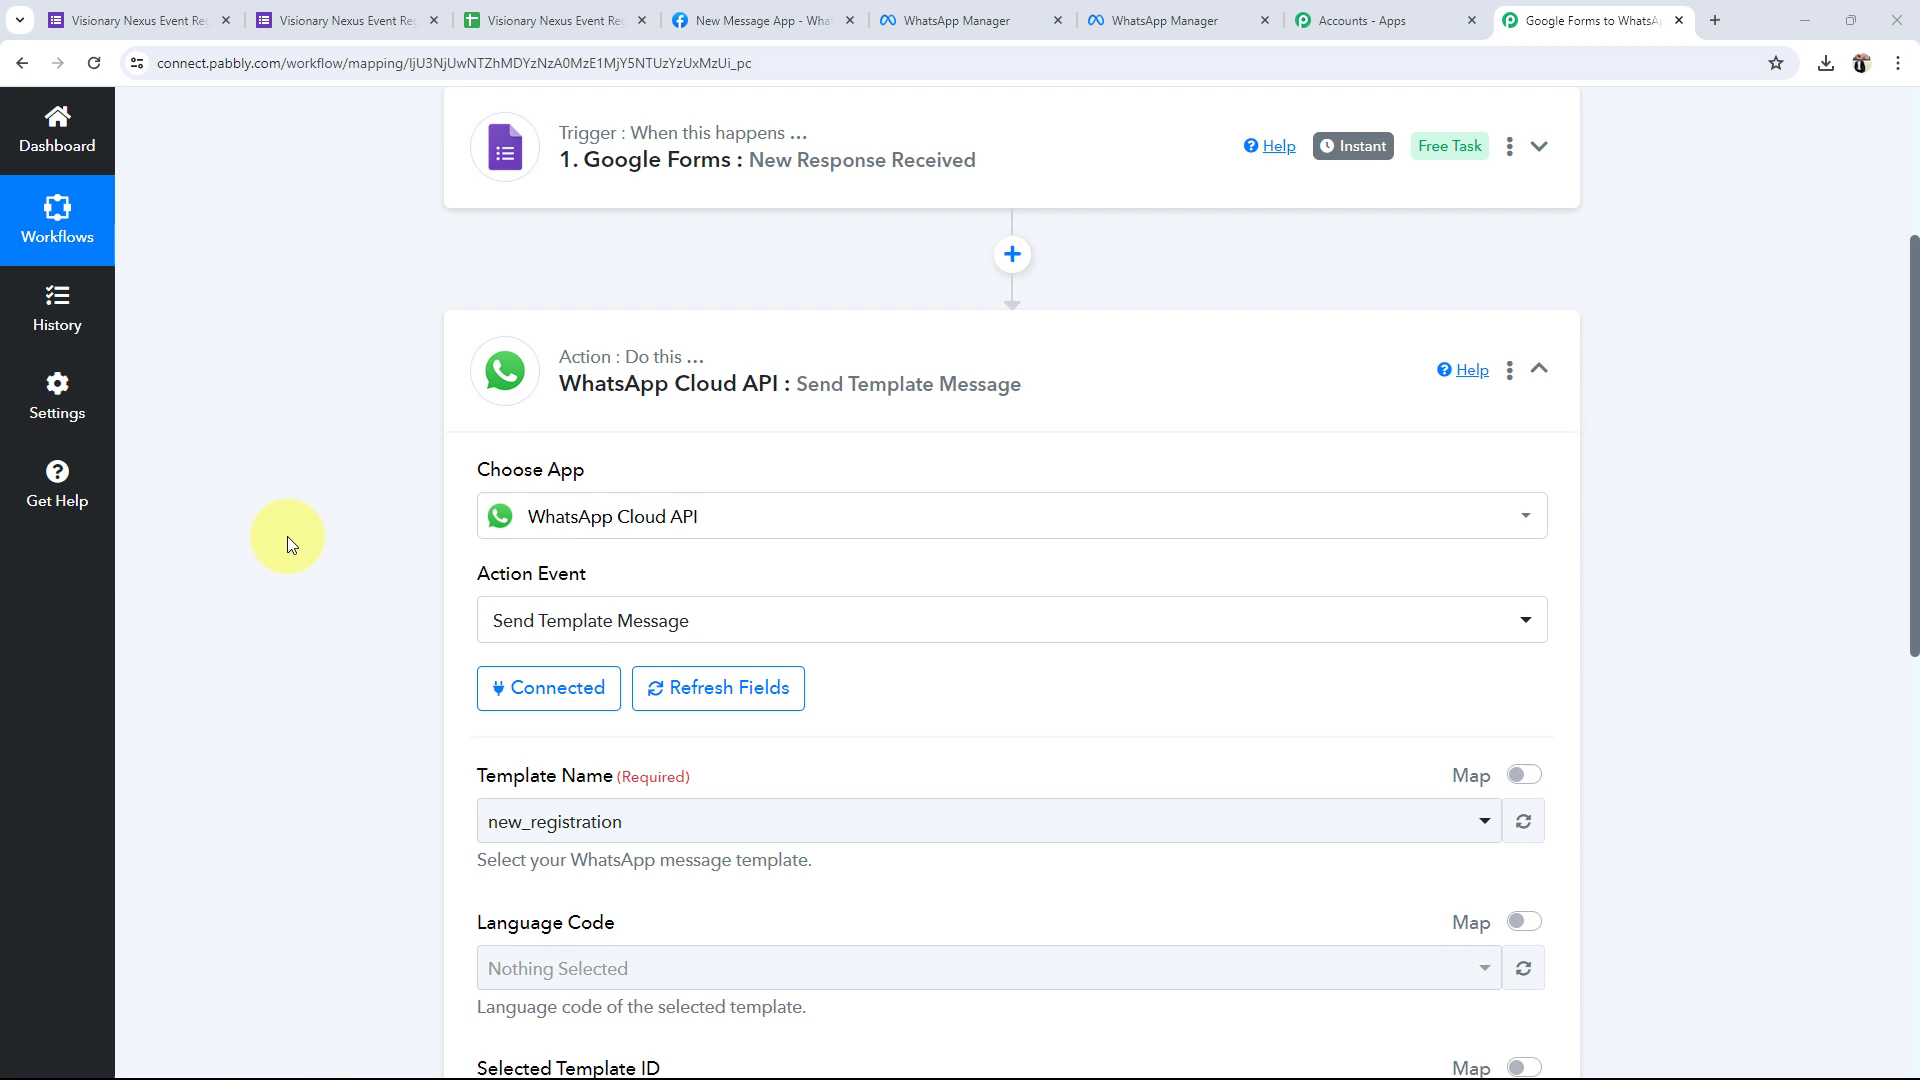 Visionary Nexus Event Re
Visionary Nexus Event Re
Visionary Nexus Event Re
New Message App - Wha
WhatsApp Manager
WhatsApp Manager
Accounts - Apps
Google Forms to WhatsA
connect.pabbly.com/workflow/mapping/IjU3NjUwNTZhMDYzNzA0MzE1MjY5NTUzYzUxMzUi_pc
Dashboard
Workflows
History
Settings
Get Help
Trigger : When this happens ...
1. Google Forms : New Response Received
Help
Instant
Free Task
Action : Do this ...
WhatsApp Cloud API : Send Template Message
Help
Choose App
WhatsApp Cloud API
Action Event
Send Template Message
Connected
Refresh Fields
Template Name (Required)
Map
new_registration
Select your WhatsApp message template.
Language Code
Map
Nothing Selected
Language code of the selected template.
Selected Template ID
Map